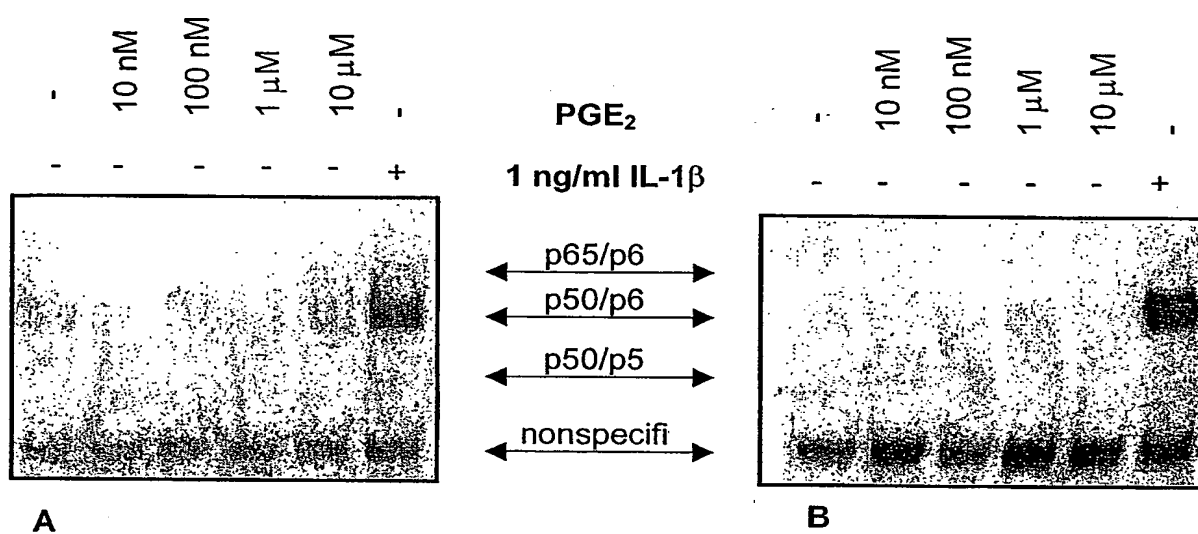 - 10 nM 100 nM 1 µM 10 µM -
PGE₂
- 10 nM 100 nM 1 µM 10 µM -
- - - - - +
1 ng/ml IL-1β
- - - - - +
p65/p6
p50/p6
p50/p5
nonspecifi
A
B